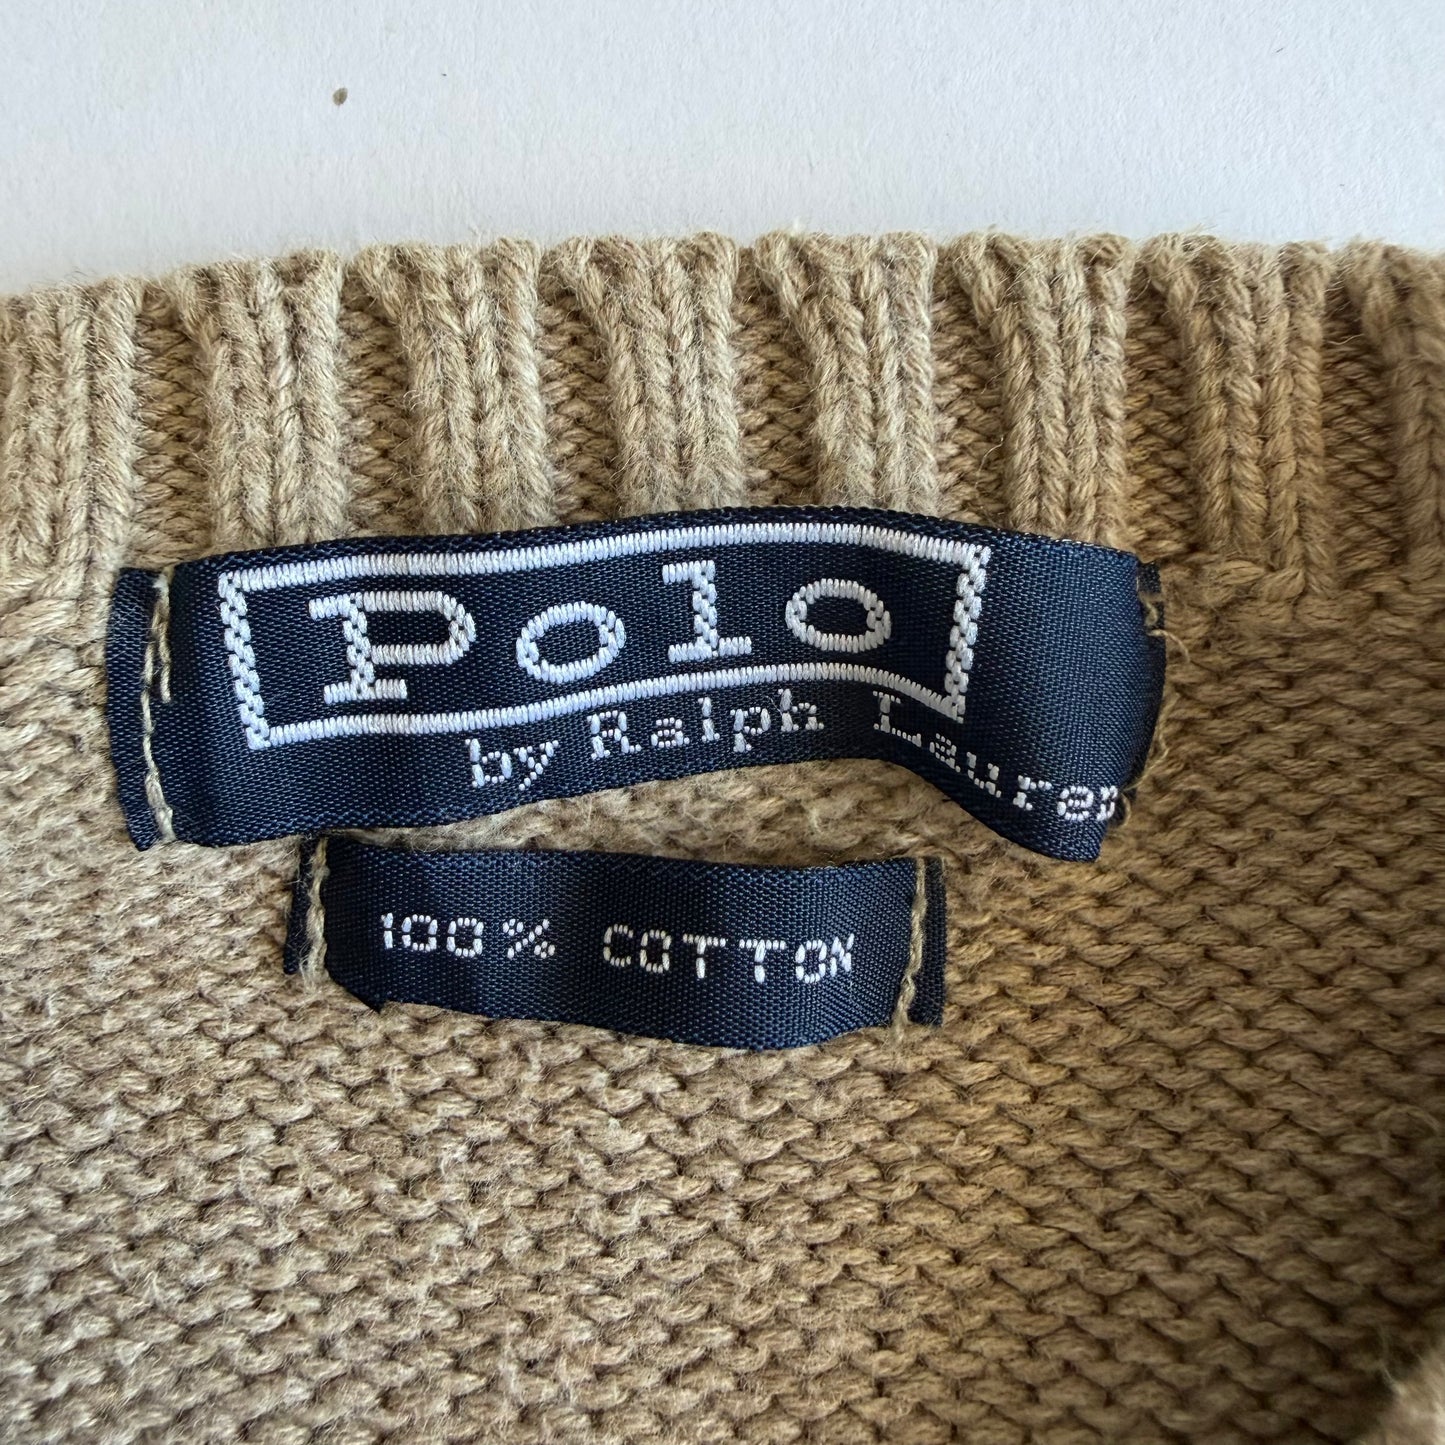 Polo
by Ralph Lauren
100% COTTON